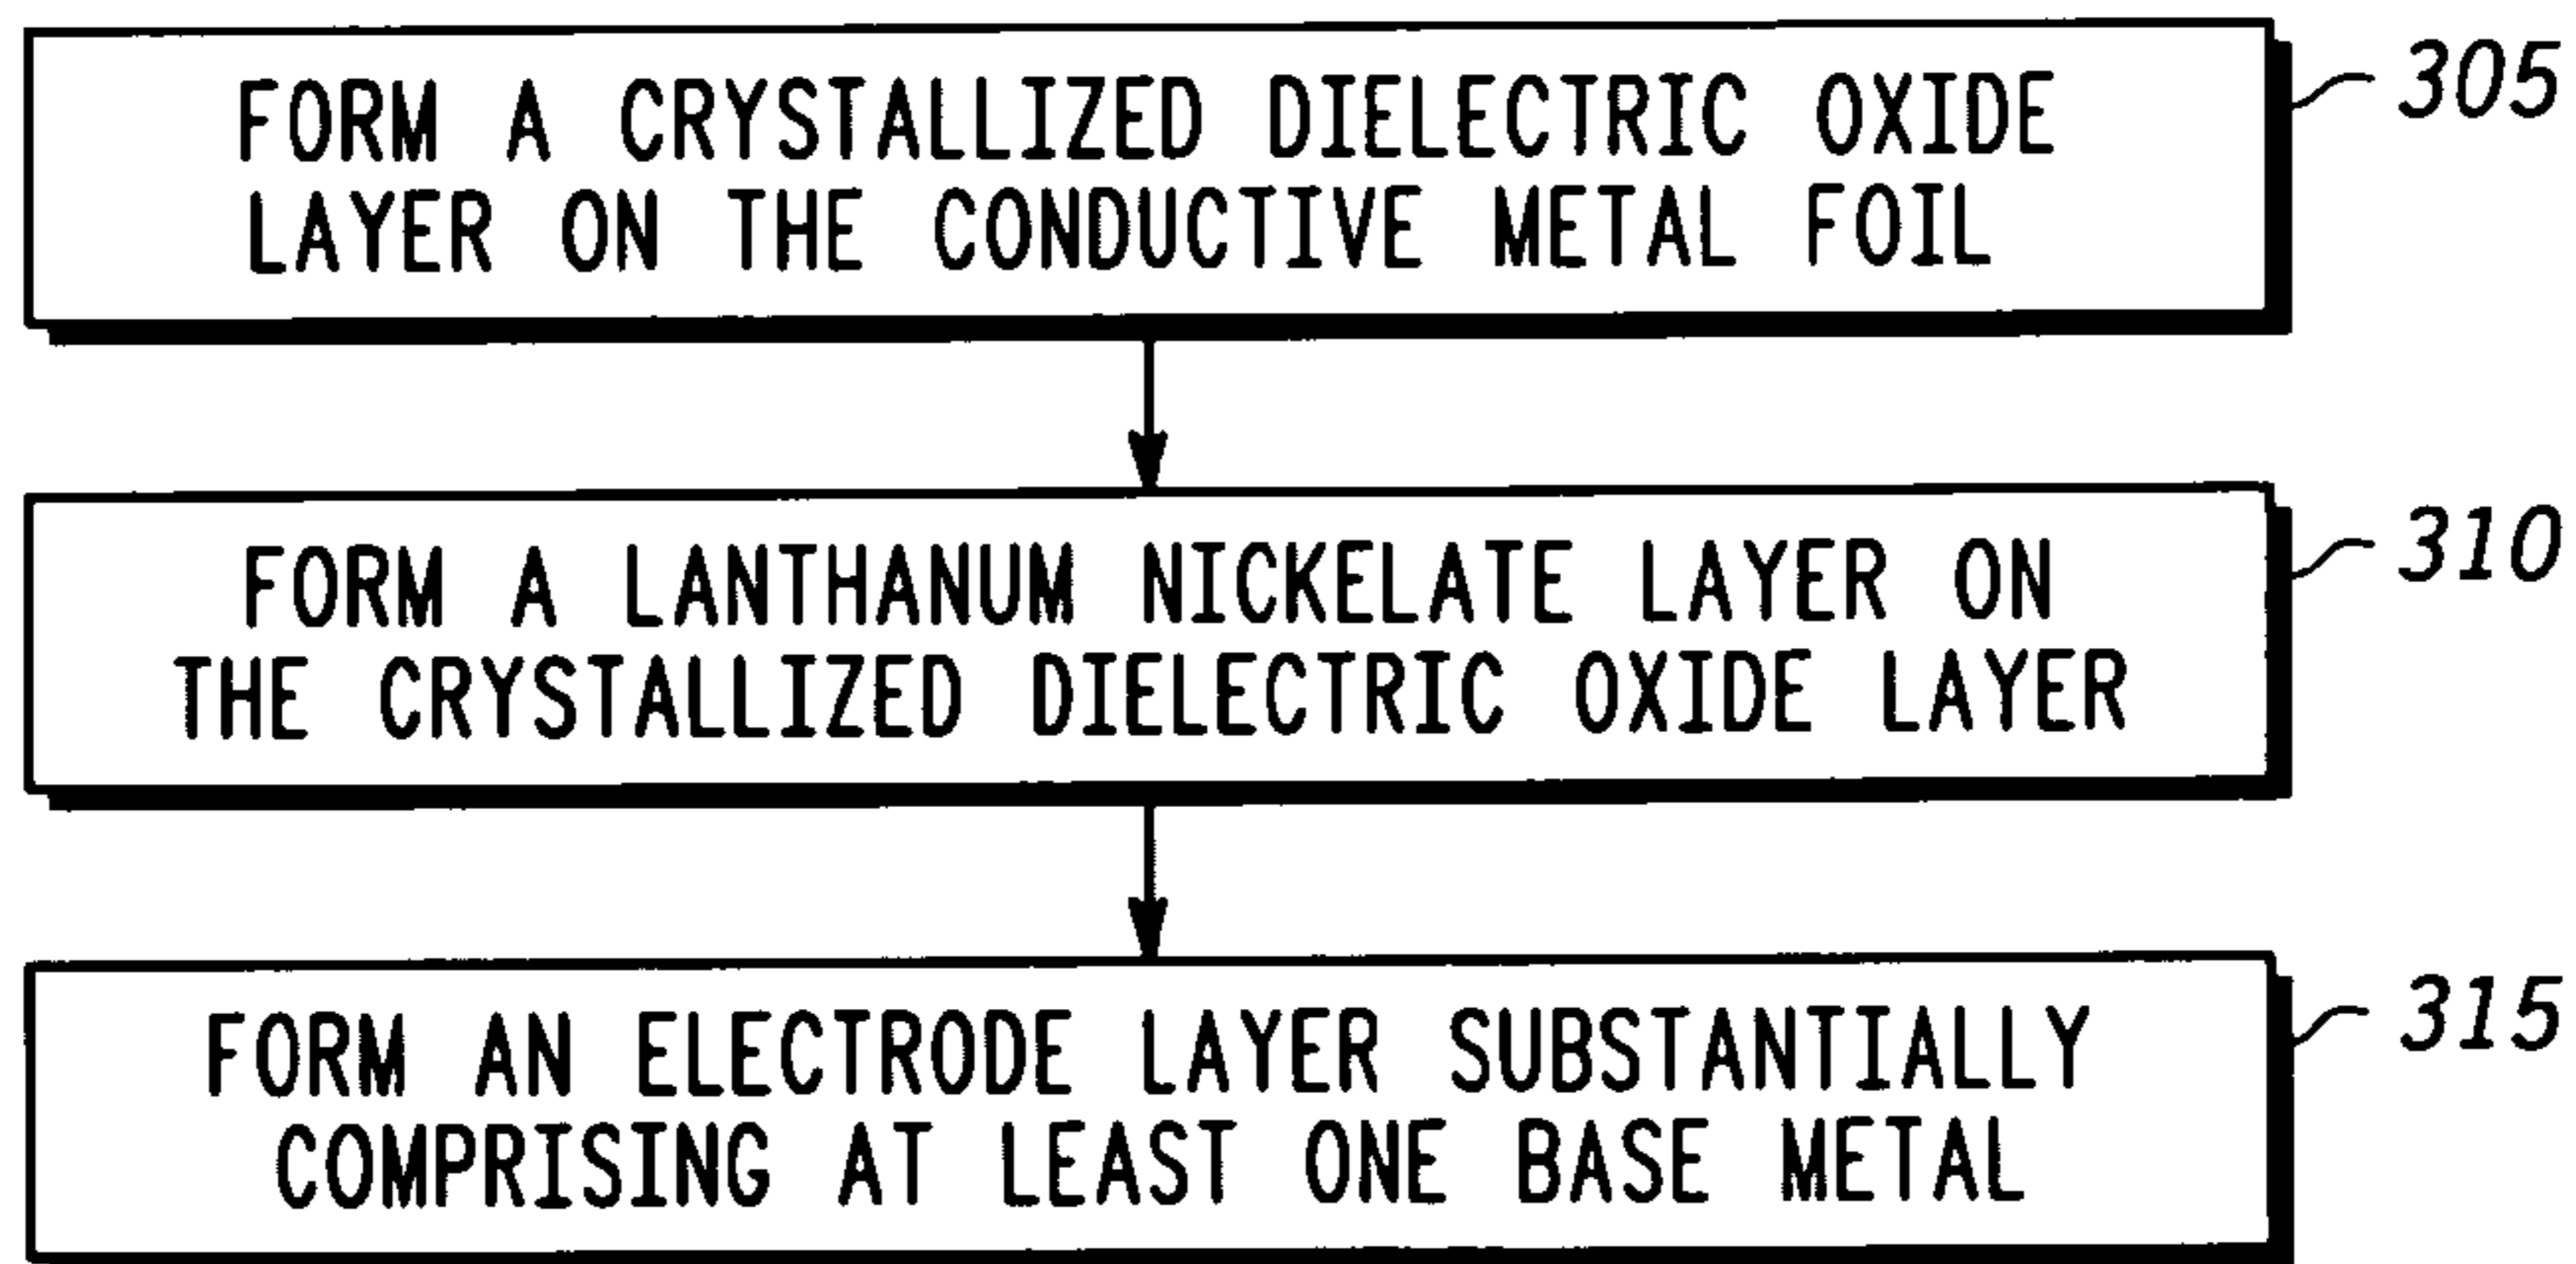 FORM A CRYSTALLIZED DIELECTRIC OXIDE
LAYER ON THE CONDUCTIVE METAL FOIL
305
FORM A LANTHANUM NICKELATE LAYER ON
THE CRYSTALLIZED DIELECTRIC OXIDE LAYER
310
FORM AN ELECTRODE LAYER SUBSTANTIALLY
COMPRISING AT LEAST ONE BASE METAL
315